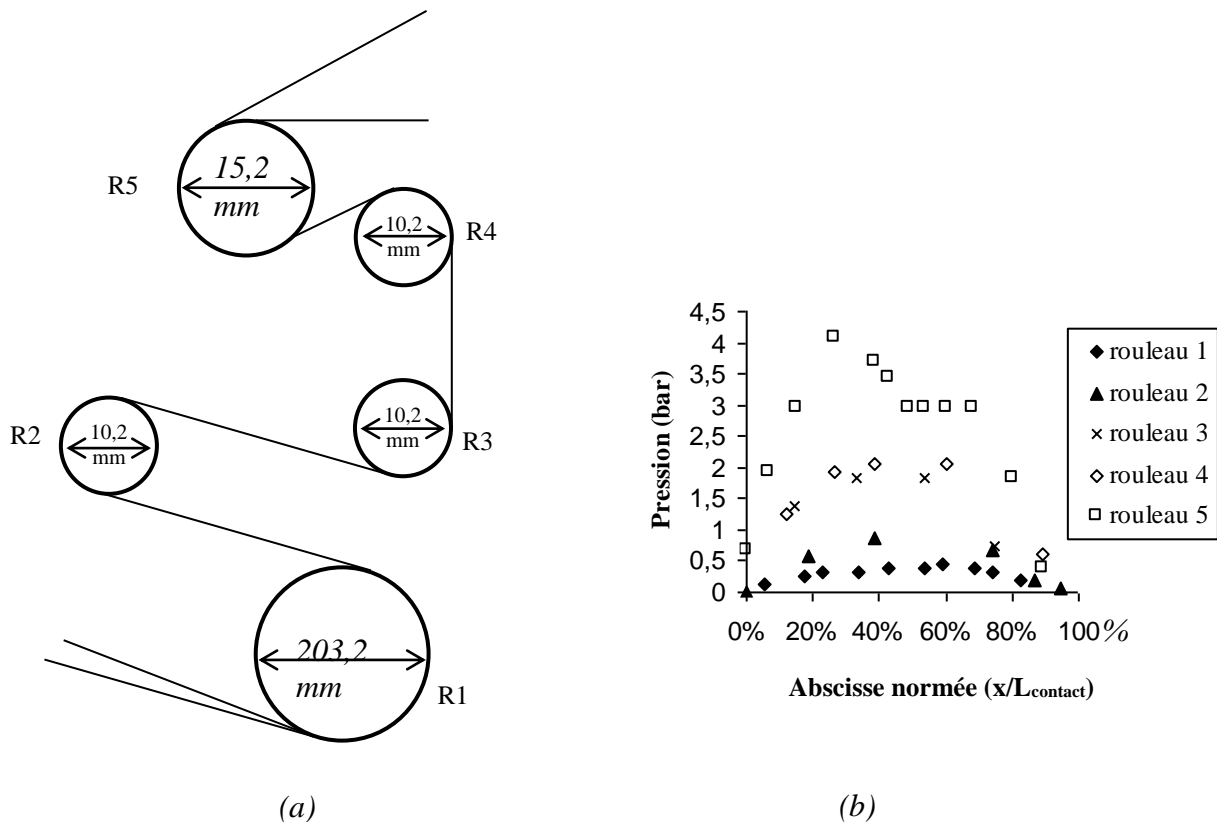 15,2
mm
R5
10,2
mm
R4
R2
10,2
mm
10,2
mm
R3
203,2
mm
R1
(a)
Pression (bar)
4,5
4
3,5
3
2,5
2
1,5
1
0,5
0
0% 20% 40% 60% 80% 100%
Abscisse normée (x/Lcontact)
rouleau 1
rouleau 2
rouleau 3
rouleau 4
rouleau 5
(b)